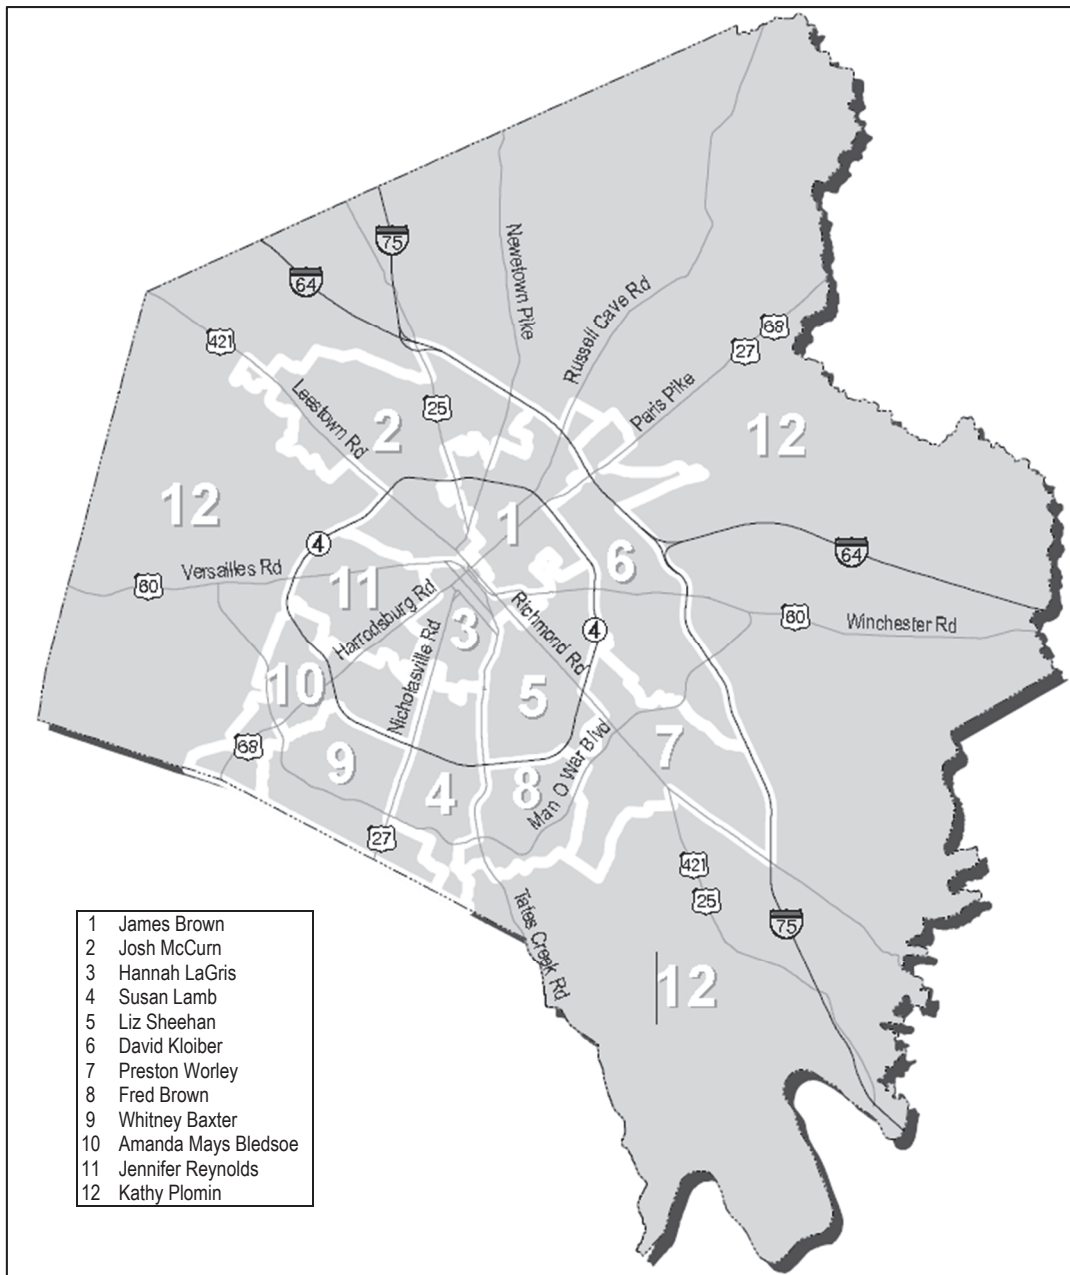 75
64
Newetown Pike
Russell Cave Rd
68
27
421
Paris Pike
25
Leestown Rd
2
12
12
1
4
64
6
Versailles Rd
60
11
Harrodsburg Rd
3
Richmond Rd
60
Winchester Rd
4
Nicholasville Rd
10
5
68
9
7
Man O War Blvd
4
8
27
421
25
Tates Creek Rd
75
12
1 James Brown
2 Josh McCurn
3 Hannah LaGris
4 Susan Lamb
5 Liz Sheehan
6 David Kloiber
7 Preston Worley
8 Fred Brown
9 Whitney Baxter
10 Amanda Mays Bledsoe
11 Jennifer Reynolds
12 Kathy Plomin